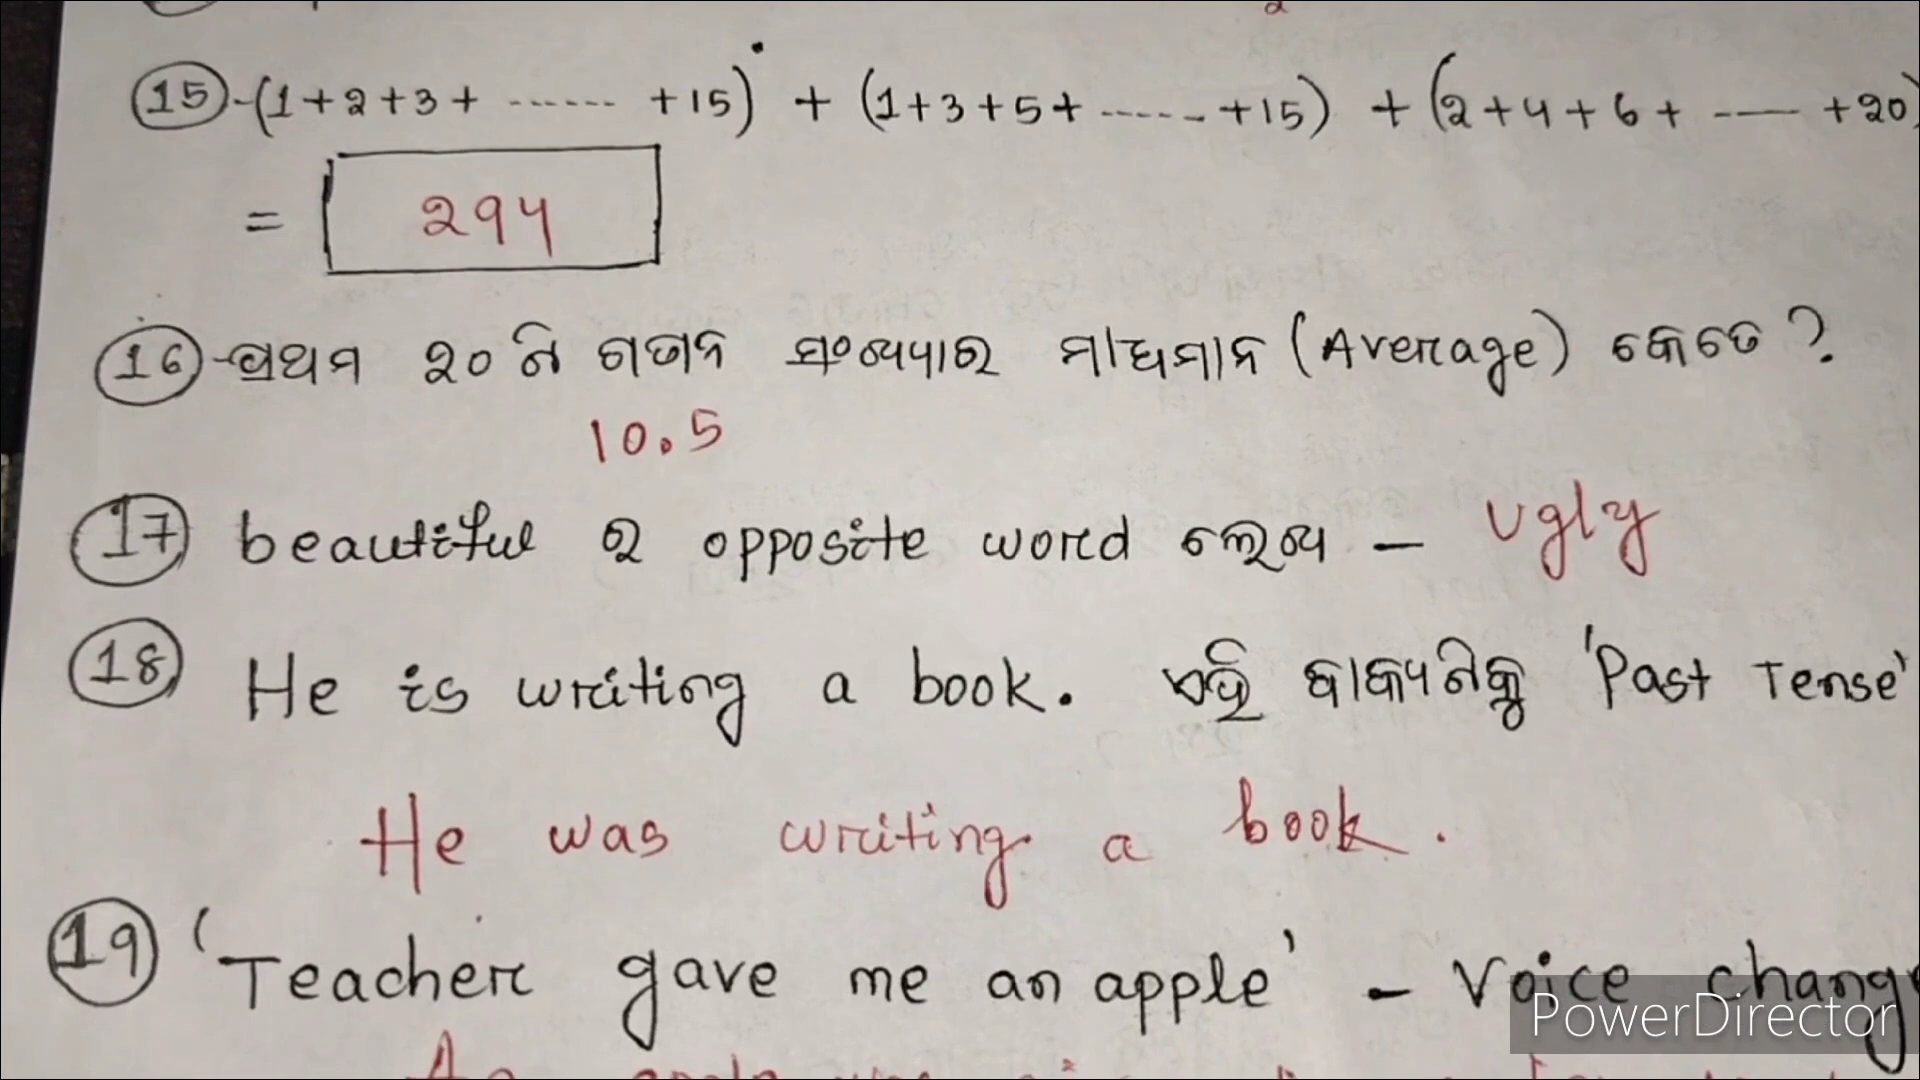 15 -(1+2+3+ ...... +15) + (1+3+5+ ......+15) + (2+4+6+ —— +20)
= 294
16 -ପ୍ରଥମ ୨୦ଟି ଗଣନ ସଂଖ୍ୟାର ମାଧମାନ (Average) କେତେ ?
10.5
17 beautiful ର opposite word ଲେଖ – Ugly
18 He is writing a book. ଏହି ବାକ୍ୟଟିକୁ 'Past Tense'
He was writing a book.
19 'Teacher gave me an apple' – Voice change
PowerDirector